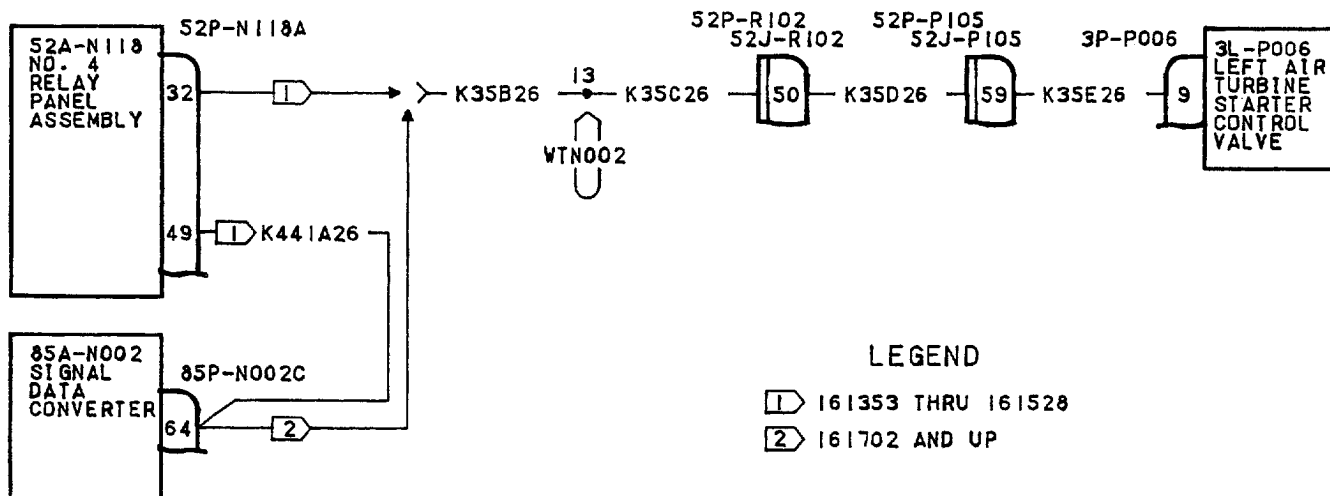 52A-N118
NO. 4
RELAY
PANEL
ASSEMBLY
52P-N118A
32
1
49
1
K441A26
K35B26
13
WTN002
K35C26
52P-R102
52J-R102
50
K35D26
52P-P105
52J-P105
59
K35E26
3P-P006
9
3L-P006
LEFT AIR
TURBINE
STARTER
CONTROL
VALVE
85A-N002
SIGNAL
DATA
CONVERTER
85P-N002C
64
2
LEGEND
1 161353 THRU 161528
2 161702 AND UP